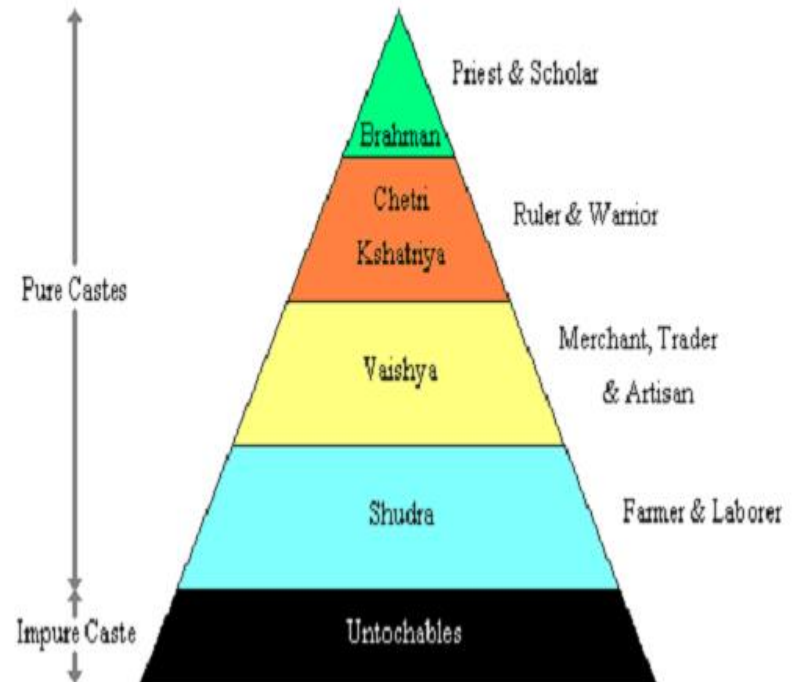 Priest & Scholar
Brahman
Chetri
Kshatriya
Ruler & Warrior
Pure Castes
Vaishya
Merchant, Trader
& Artisan
Shudra
Farmer & Laborer
Impure Caste
Untochables